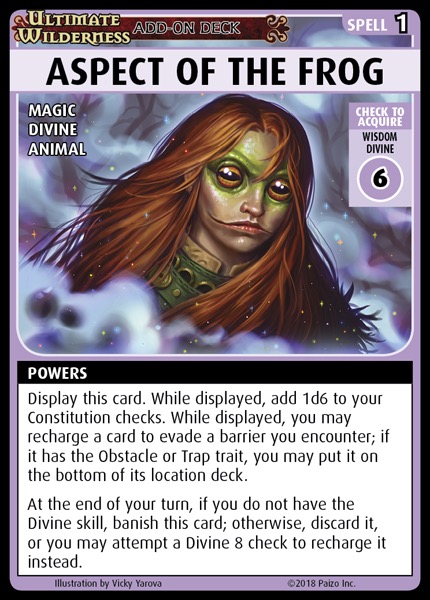 ULTIMATE
WILDERNESS ADD-ON DECK
SPELL 1
ASPECT OF THE FROG
MAGIC
DIVINE
ANIMAL
CHECK TO
ACQUIRE
WISDOM
DIVINE
6
POWERS
Display this card. While displayed, add 1d6 to your
Constitution checks. While displayed, you may
recharge a card to evade a barrier you encounter; if
it has the Obstacle or Trap trait, you may put it on
the bottom of its location deck.
At the end of your turn, if you do not have the
Divine skill, banish this card; otherwise, discard it,
or you may attempt a Divine 8 check to recharge it
instead.
Illustration by Vicky Yarova
©2018 Paizo Inc.